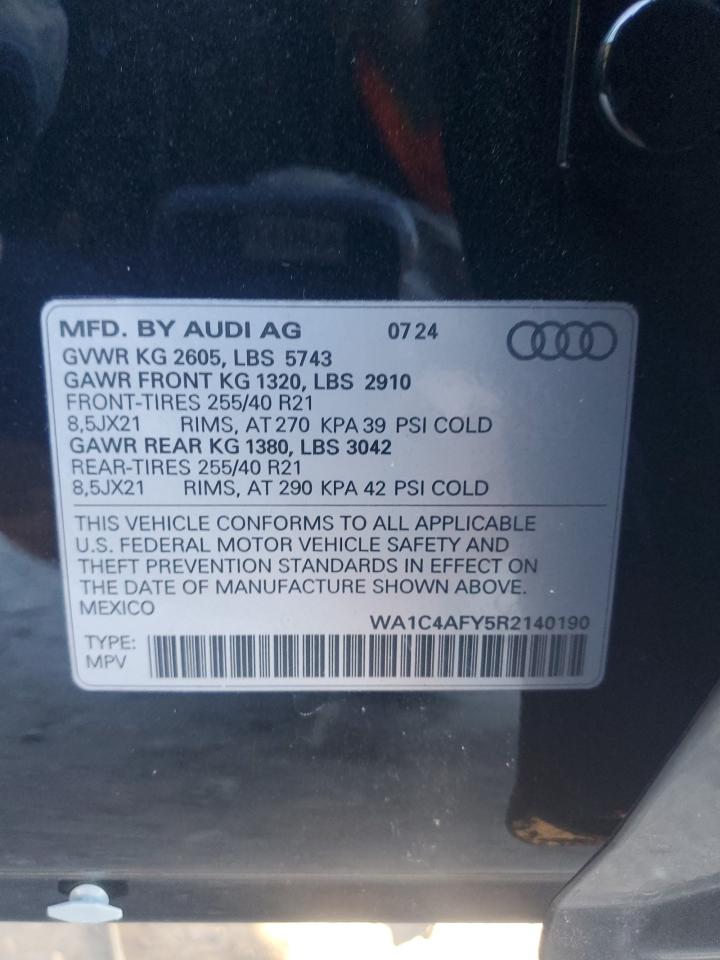 MFD. BY AUDI AG 07 24
GVWR KG 2605, LBS 5743
GAWR FRONT KG 1320, LBS 2910
FRONT-TIRES 255/40 R21
8,5JX21 RIMS, AT 270 KPA 39 PSI COLD
GAWR REAR KG 1380, LBS 3042
REAR-TIRES 255/40 R21
8,5JX21 RIMS, AT 290 KPA 42 PSI COLD
THIS VEHICLE CONFORMS TO ALL APPLICABLE
U.S. FEDERAL MOTOR VEHICLE SAFETY AND
THEFT PREVENTION STANDARDS IN EFFECT ON
THE DATE OF MANUFACTURE SHOWN ABOVE.
MEXICO
WA1C4AFY5R2140190
TYPE:
MPV